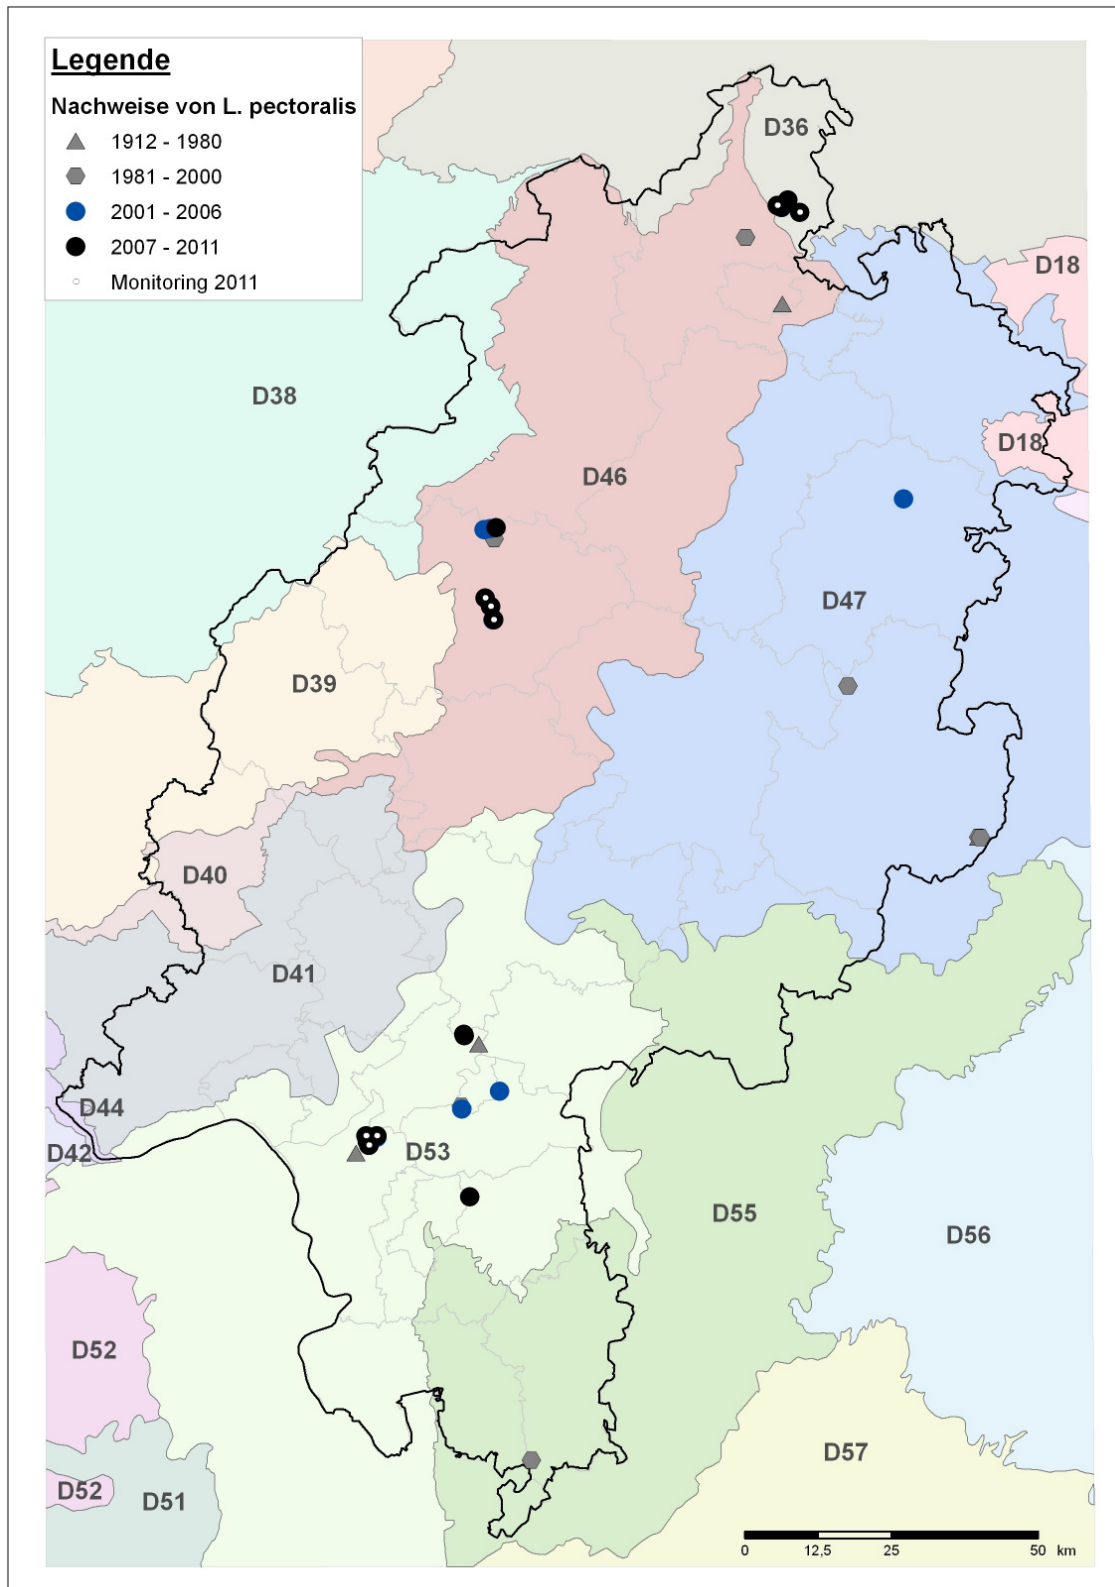 Legende
Nachweise von L. pectoralis
1912 - 1980
1981 - 2000
2001 - 2006
2007 - 2011
Monitoring 2011
D36
D18
D38
D18
D46
D47
D39
D40
D41
D44
D42
D53
D55
D56
D52
D57
D52
D51
0 12,5 25 50 km